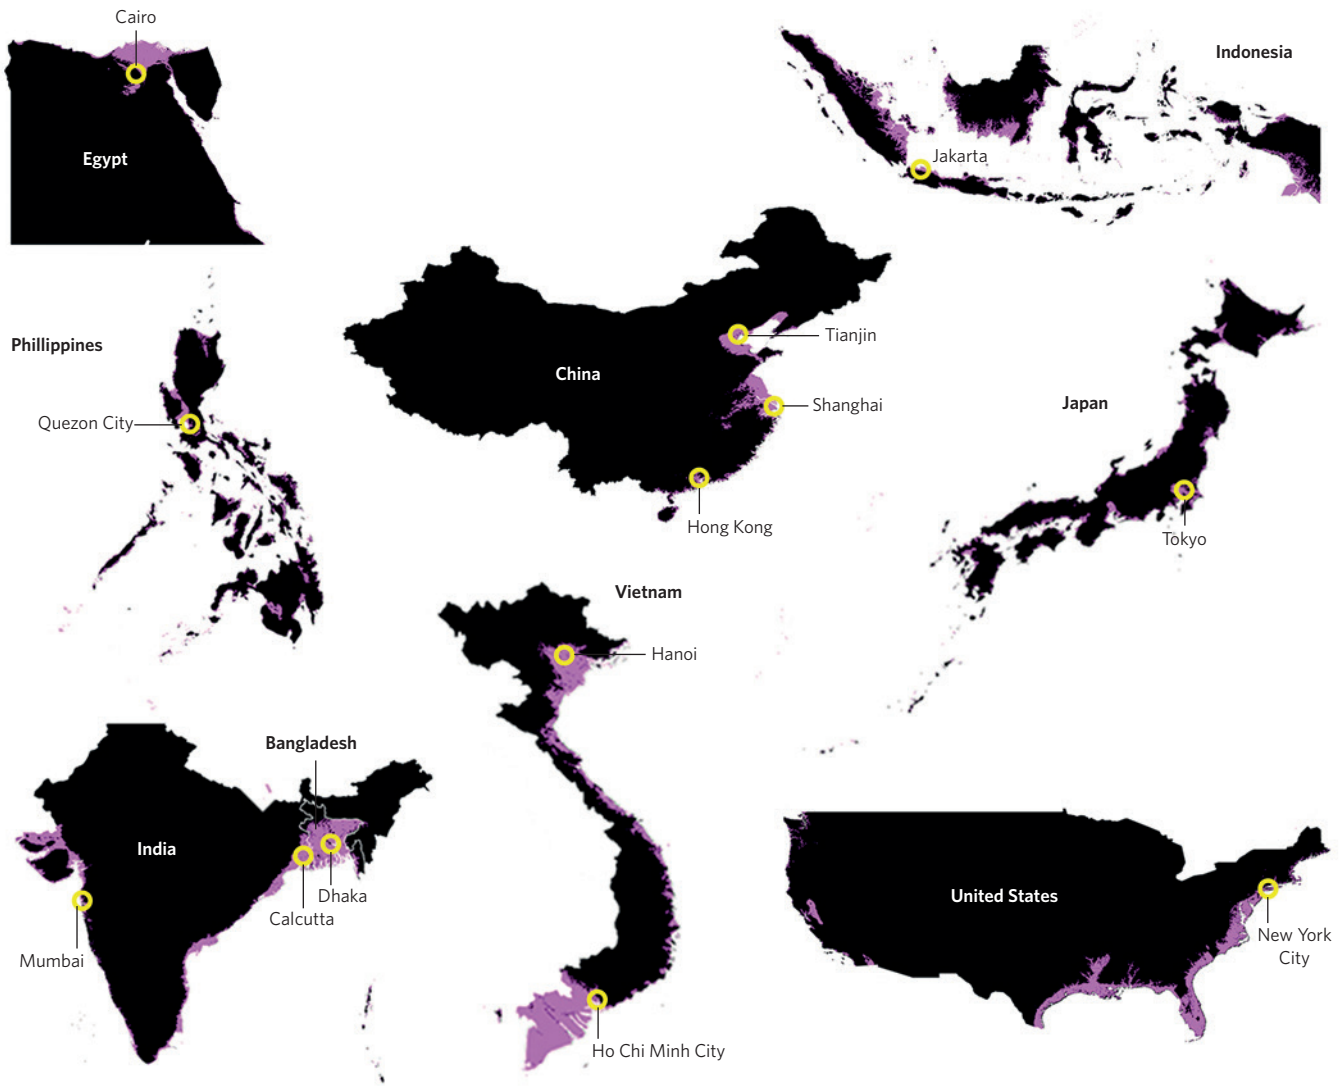 Cairo
Indonesia
Egypt
Jakarta
Phillippines
Tianjin
China
Shanghai
Japan
Quezon City
Hong Kong
Tokyo
Vietnam
Hanoi
Bangladesh
India
Dhaka
Calcutta
United States
Mumbai
New York
City
Ho Chi Minh City